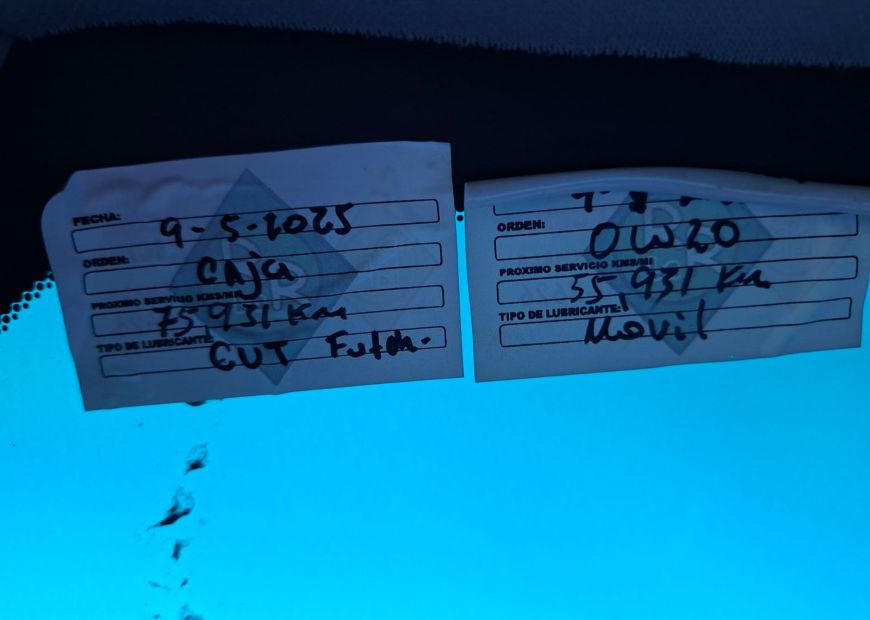 FECHA:
9-5-2025
ORDEN:
Caja
PROXIMO SERVICIO KMS/MI
75,931 Km
TIPO DE LUBRICANTE:
CVT
ORDEN:
0W20
PROXIMO SERVICIO KMS/MI
55,931 Km
TIPO DE LUBRICANTE:
Movil